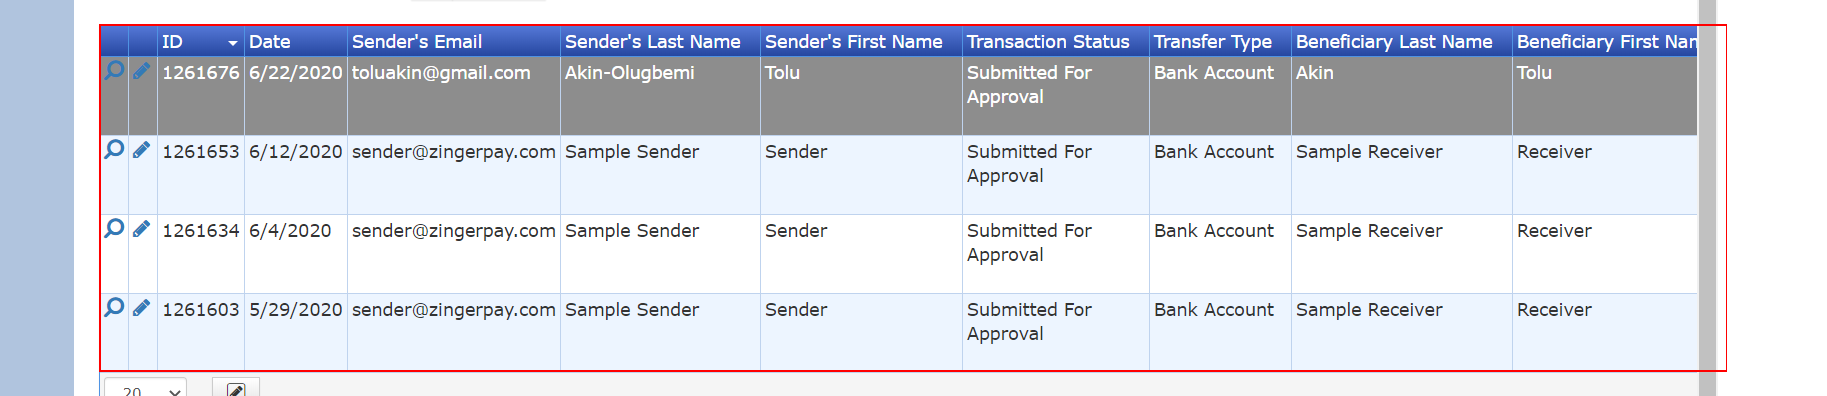 ID Date Sender's Email Sender's Last Name Sender's First Name Transaction Status Transfer Type Beneficiary Last Name Beneficiary First Nan
1261676 6/22/2020 toluakin@gmail.com Akin-Olugbemi Tolu Submitted For Bank Account Akin Tolu
Approval
1261653 6/12/2020 sender@zingerpay.com Sample Sender Sender Submitted For Bank Account Sample Receiver Receiver
Approval
1261634 6/4/2020 sender@zingerpay.com Sample Sender Sender Submitted For Bank Account Sample Receiver Receiver
Approval
1261603 5/29/2020 sender@zingerpay.com Sample Sender Sender Submitted For Bank Account Sample Receiver Receiver
Approval
20